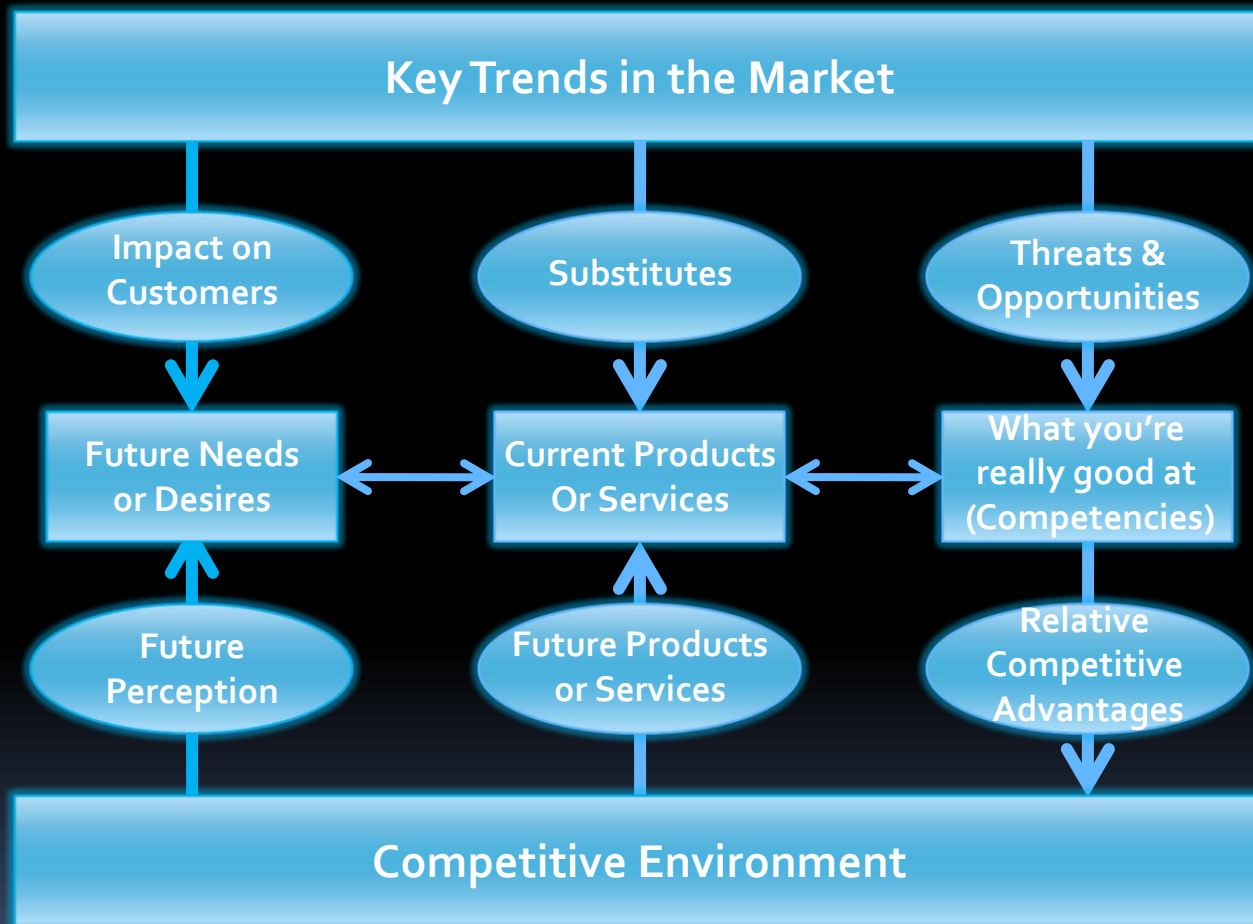 Key Trends in the Market
Impact on
Customers
Substitutes
Threats &
Opportunities
Future Needs
or Desires
Current Products
Or Services
What you’re
really good at
(Competencies)
Future
Perception
Future Products
or Services
Relative
Competitive
Advantages
Competitive Environment